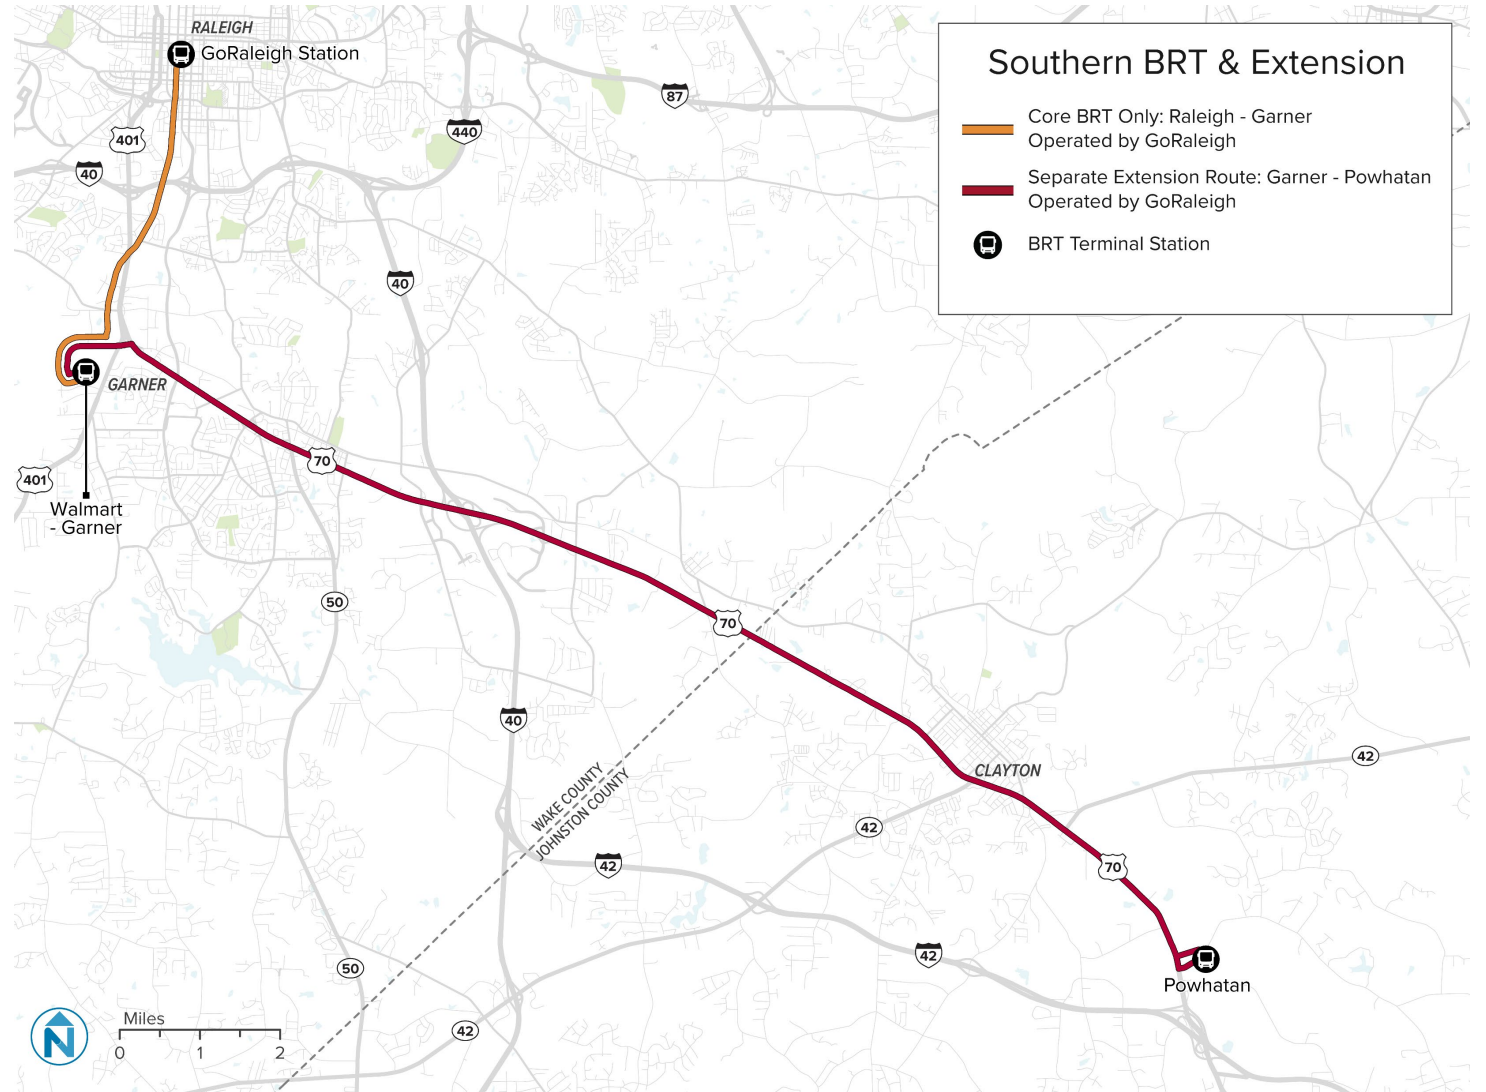 RALEIGH
GoRaleigh Station
Southern BRT & Extension
Core BRT Only: Raleigh - Garner
Operated by GoRaleigh
Separate Extension Route: Garner - Powhatan
Operated by GoRaleigh
BRT Terminal Station
87
440
401
40
40
GARNER
70
401
Walmart
- Garner
50
70
40
WAKE COUNTY
JOHNSTON COUNTY
CLAYTON
42
42
42
70
42
50
Powhatan
42
N
Miles
0
1
2